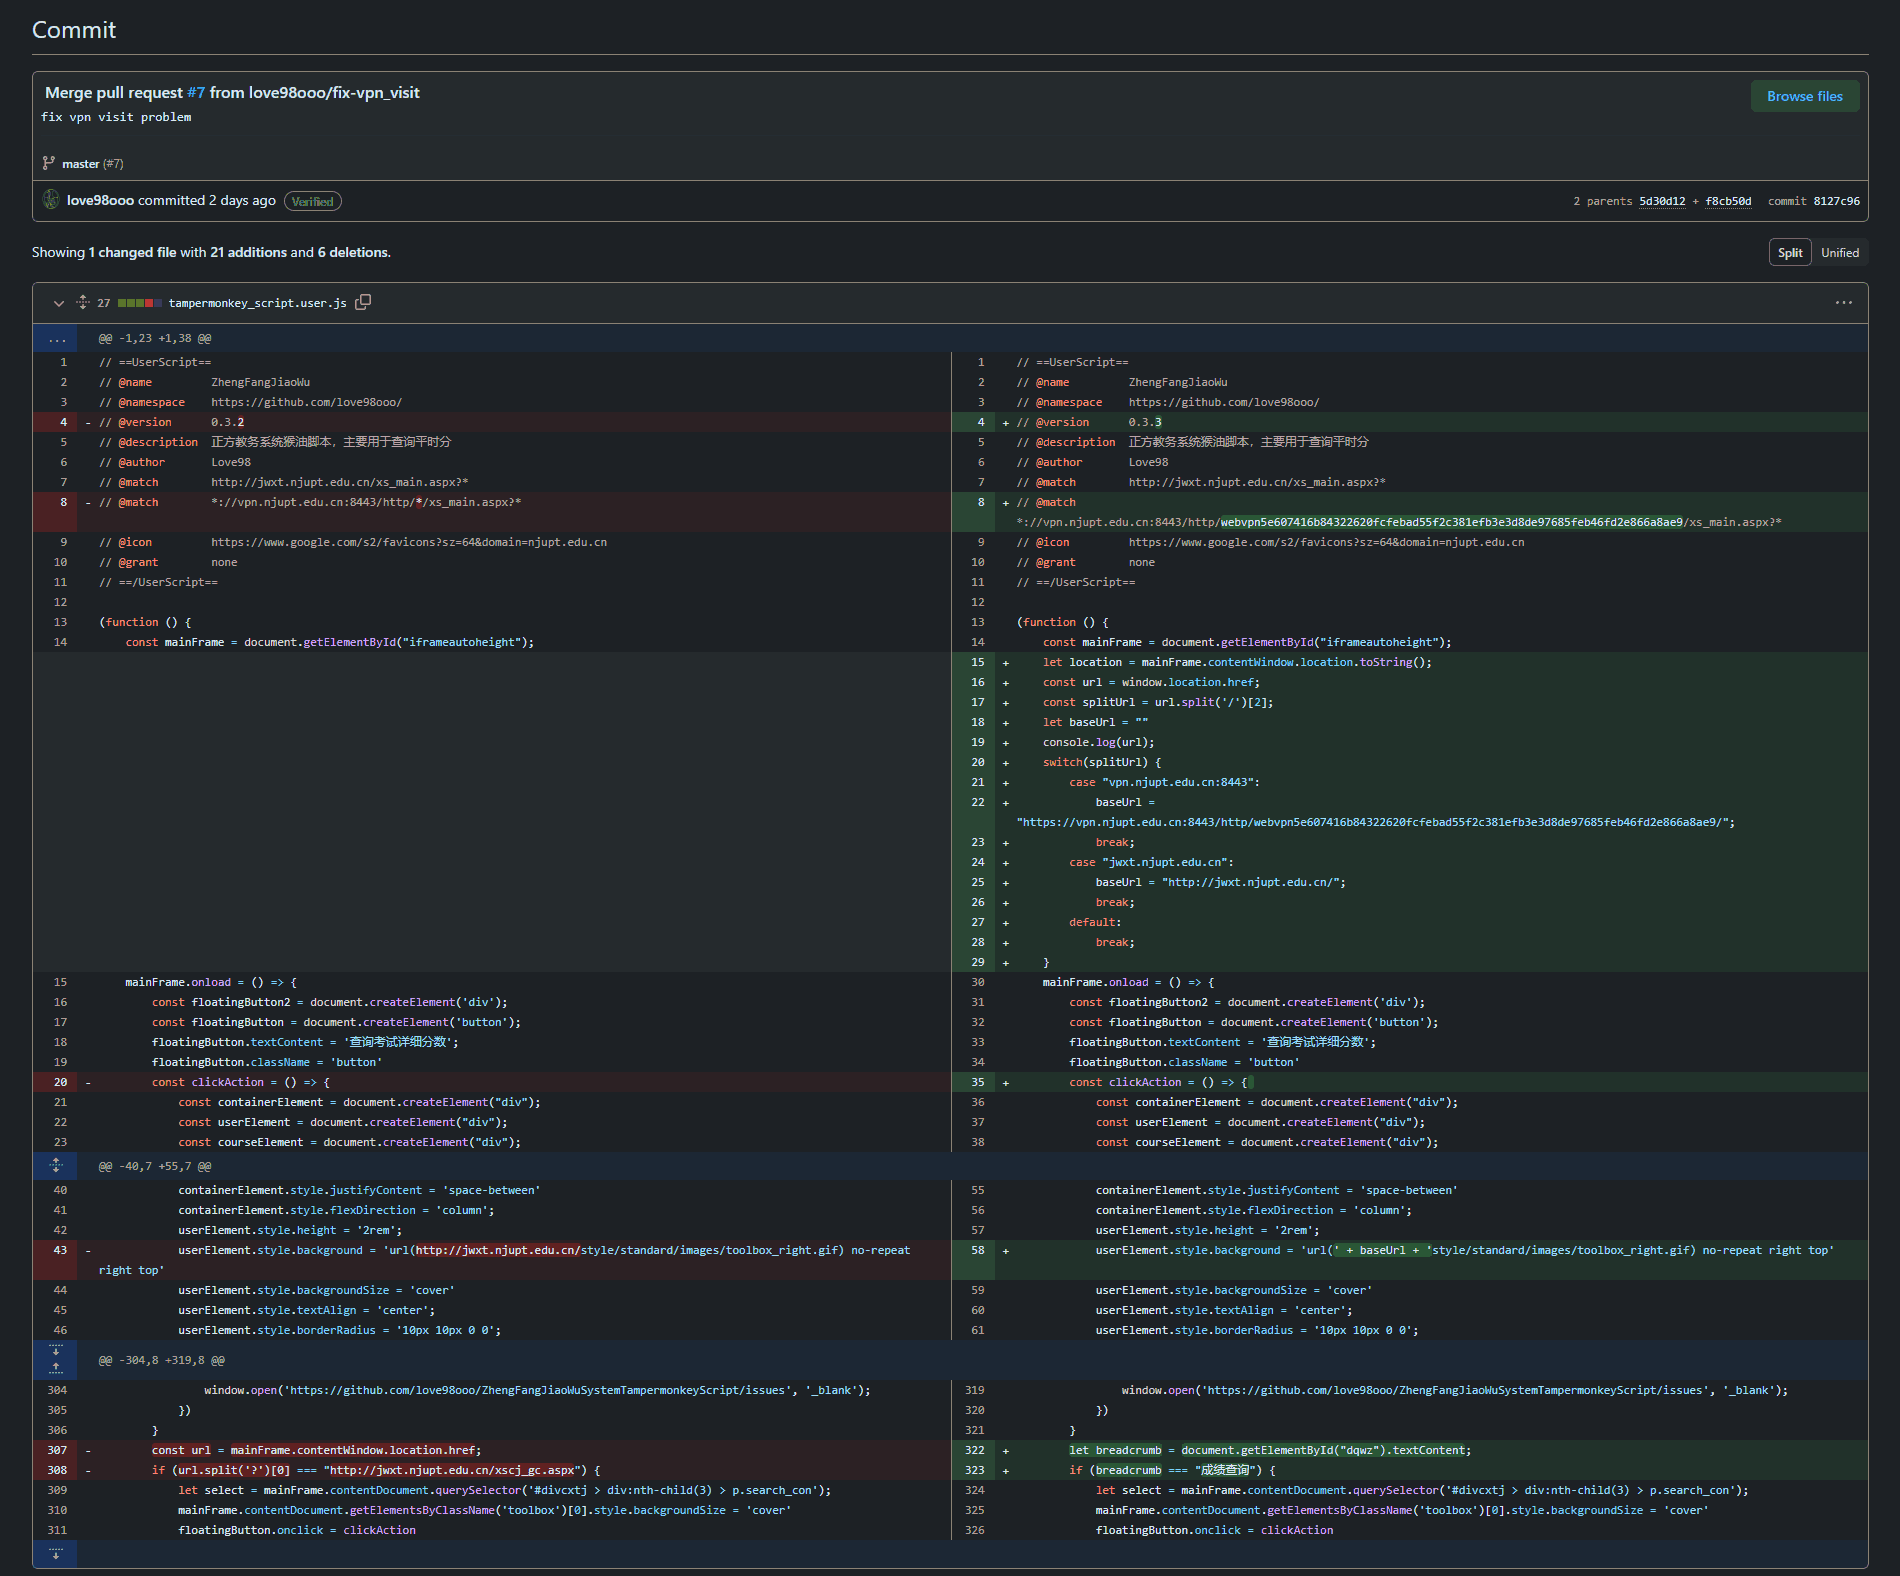 Commit
Merge pull request #7 from love98ooo/fix-vpn_visit
Browse files
fix vpn visit problem
master (#7)
love98ooo committed 2 days ago Verified
2 parents 5d30d12 + f8cb50d commit 8127c96
Showing 1 changed file with 21 additions and 6 deletions.
Split Unified
27 tampermonkey_script.user.js
... @@ -1,23 +1,38 @@
1 // ==UserScript==
2 // @name ZhengFangJiaoWu
3 // @namespace https://github.com/love98ooo/
4 - // @version 0.3.2
5 // @description 正方教务系统猴油脚本，主要用于查询平时分
6 // @author Love98
7 // @match http://jwxt.njupt.edu.cn/xs_main.aspx?*
8 - // @match *://vpn.njupt.edu.cn:8443/http/*/xs_main.aspx?*
9 // @icon https://www.google.com/s2/favicons?sz=64&domain=njupt.edu.cn
10 // @grant none
11 // ==/UserScript==
12
13 (function () {
14 const mainFrame = document.getElementById("iframeautoheight");
15 mainFrame.onload = () => {
16 const floatingButton2 = document.createElement('div');
17 const floatingButton = document.createElement('button');
18 floatingButton.textContent = '查询考试详细分数';
19 floatingButton.className = 'button'
20 - const clickAction = () => {
21 const containerElement = document.createElement("div");
22 const userElement = document.createElement("div");
23 const courseElement = document.createElement("div");
1 // ==UserScript==
2 // @name ZhengFangJiaoWu
3 // @namespace https://github.com/love98ooo/
4 + // @version 0.3.3
5 // @description 正方教务系统猴油脚本，主要用于查询平时分
6 // @author Love98
7 // @match http://jwxt.njupt.edu.cn/xs_main.aspx?*
8 + // @match
*://vpn.njupt.edu.cn:8443/http/webvpn5e607416b84322620fcfebad55f2c381efb3e3d8de97685feb46fd2e866a8ae9/xs_main.aspx?*
9 // @icon https://www.google.com/s2/favicons?sz=64&domain=njupt.edu.cn
10 // @grant none
11 // ==/UserScript==
12
13 (function () {
14 const mainFrame = document.getElementById("iframeautoheight");
15 + let location = mainFrame.contentWindow.location.toString();
16 + const url = window.location.href;
17 + const splitUrl = url.split('/')[2];
18 + let baseUrl = ""
19 + console.log(url);
20 + switch(splitUrl) {
21 + case "vpn.njupt.edu.cn:8443":
22 + baseUrl =
"https://vpn.njupt.edu.cn:8443/http/webvpn5e607416b84322620fcfebad55f2c381efb3e3d8de97685feb46fd2e866a8ae9/";
23 + break;
24 + case "jwxt.njupt.edu.cn":
25 + baseUrl = "http://jwxt.njupt.edu.cn/";
26 + break;
27 + default:
28 + break;
29 + }
30 mainFrame.onload = () => {
31 const floatingButton2 = document.createElement('div');
32 const floatingButton = document.createElement('button');
33 floatingButton.textContent = '查询考试详细分数';
34 floatingButton.className = 'button'
35 + const clickAction = () => {
36 const containerElement = document.createElement("div");
37 const userElement = document.createElement("div");
38 const courseElement = document.createElement("div");
@@ -40,7 +55,7 @@
40 containerElement.style.justifyContent = 'space-between'
41 containerElement.style.flexDirection = 'column';
42 userElement.style.height = '2rem';
43 - userElement.style.background = 'url(http://jwxt.njupt.edu.cn/style/standard/images/toolbox_right.gif) no-repeat
right top'
44 userElement.style.backgroundSize = 'cover'
45 userElement.style.textAlign = 'center';
46 userElement.style.borderRadius = '10px 10px 0 0';
55 containerElement.style.justifyContent = 'space-between'
56 containerElement.style.flexDirection = 'column';
57 userElement.style.height = '2rem';
58 + userElement.style.background = 'url(' + baseUrl + 'style/standard/images/toolbox_right.gif) no-repeat right top'
59 userElement.style.backgroundSize = 'cover'
60 userElement.style.textAlign = 'center';
61 userElement.style.borderRadius = '10px 10px 0 0';
@@ -304,8 +319,8 @@
304 window.open('https://github.com/love98ooo/ZhengFangJiaoWuSystemTampermonkeyScript/issues', '_blank');
305 })
306 }
307 - const url = mainFrame.contentWindow.location.href;
308 - if (url.split('?')[0] === "http://jwxt.njupt.edu.cn/xscj_gc.aspx") {
309 let select = mainFrame.contentDocument.querySelector('#divcxtj > div:nth-child(3) > p.search_con');
310 mainFrame.contentDocument.getElementsByClassName('toolbox')[0].style.backgroundSize = 'cover'
311 floatingButton.onclick = clickAction
319 window.open('https://github.com/love98ooo/ZhengFangJiaoWuSystemTampermonkeyScript/issues', '_blank');
320 })
321 }
322 + let breadcrumb = document.getElementById("dqwz").textContent;
323 + if (breadcrumb === "成绩查询") {
324 let select = mainFrame.contentDocument.querySelector('#divcxtj > div:nth-child(3) > p.search_con');
325 mainFrame.contentDocument.getElementsByClassName('toolbox')[0].style.backgroundSize = 'cover'
326 floatingButton.onclick = clickAction